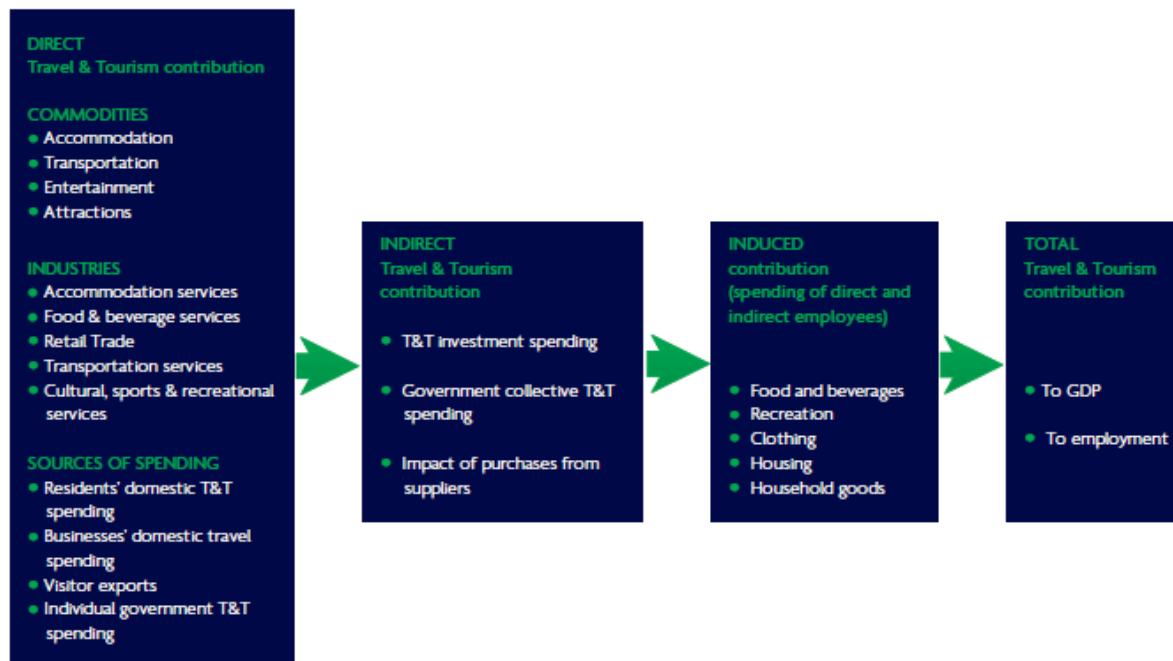 DIRECT
Travel & Tourism contribution
COMMODITIES
• Accommodation
• Transportation
• Entertainment
• Attractions
INDUSTRIES
• Accommodation services
• Food & beverage services
• Retail Trade
• Transportation services
• Cultural, sports & recreational
services
SOURCES OF SPENDING
• Residents' domestic T&T
spending
• Businesses' domestic travel
spending
• Visitor exports
• Individual government T&T
spending
INDIRECT
Travel & Tourism
contribution
• T&T investment spending
• Government collective T&T
spending
• Impact of purchases from
suppliers
INDUCED
contribution
(spending of direct and
indirect employees)
• Food and beverages
• Recreation
• Clothing
• Housing
• Household goods
TOTAL
Travel & Tourism
contribution
• To GDP
• To employment